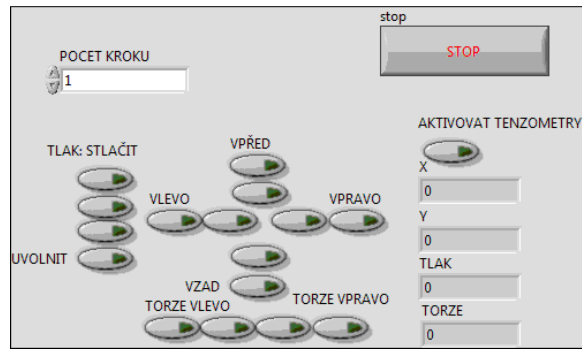 stop
STOP
POCET KROKU
1
AKTIVOVAT TENZOMETRY
TLAK: STLAČIT
VPŘED
X
0
VLEVO
VPRAVO
Y
0
UVOLNIT
TLAK
0
VZAD
TORZE VLEVO
TORZE VPRAVO
TORZE
0